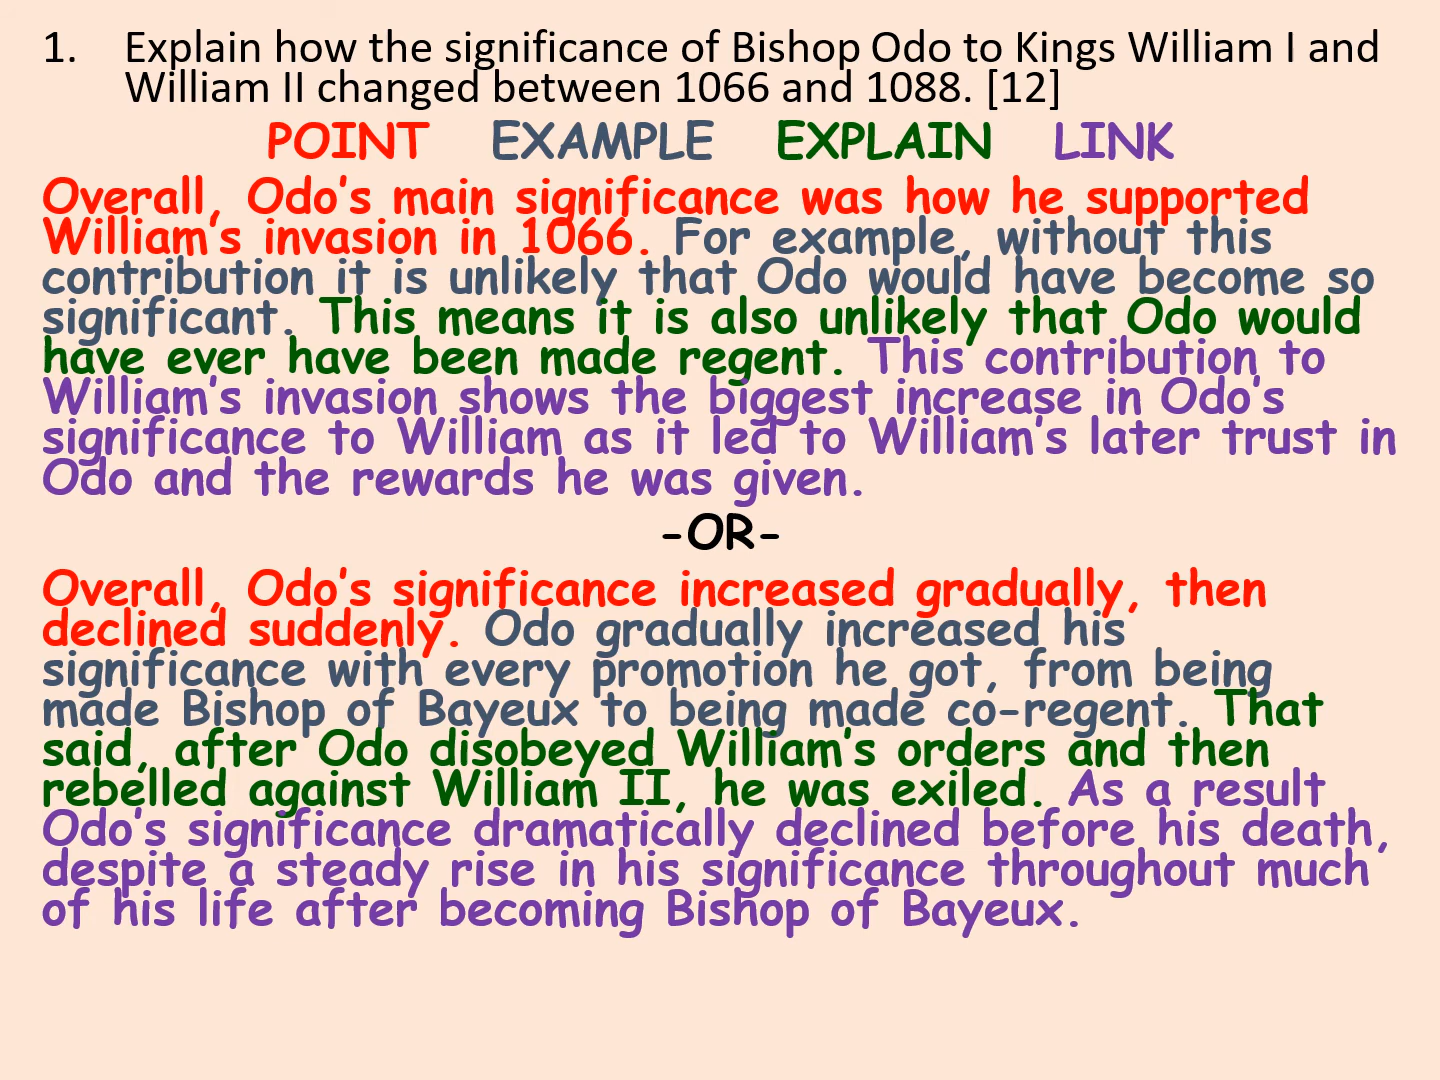 1. Explain how the significance of Bishop Odo to Kings William I and
William II changed between 1066 and 1088. [12]
POINT EXAMPLE EXPLAIN LINK
Overall, Odo's main significance was how he supported
William's invasion in 1066. For example, without this
contribution it is unlikely that Odo would have become so
significant. This means it is also unlikely that Odo would
have ever have been made regent. This contribution to
William's invasion shows the biggest increase in Odo's
significance to William as it led to William's later trust in
Odo and the rewards he was given.
-OR-
Overall, Odo's significance increased gradually, then
declined suddenly. Odo gradually increased his
significance with every promotion he got, from being
made Bishop of Bayeux to being made co-regent. That
said, after Odo disobeyed William's orders and then
rebelled against William II, he was exiled. As a result
Odo's significance dramatically declined before his death,
despite a steady rise in his significance throughout much
of his life after becoming Bishop of Bayeux.